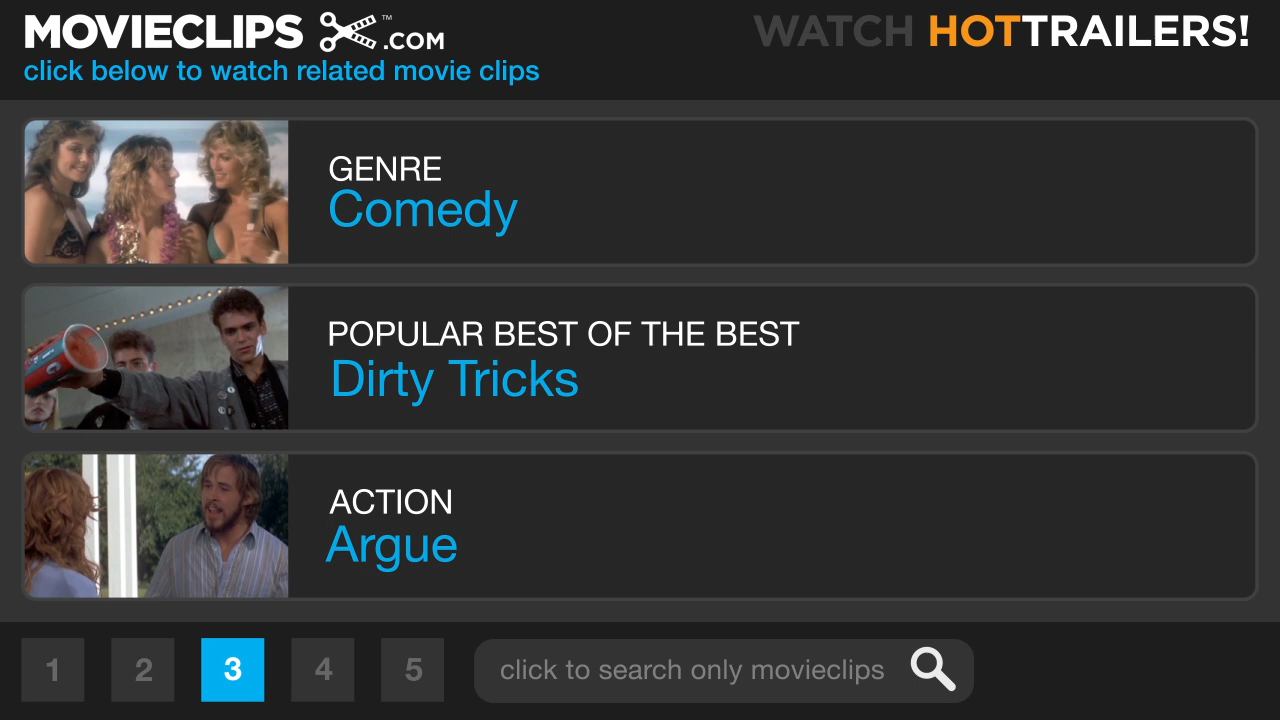 MOVIECLIPS ™ .COM
WATCH HOTTRAILERS!
click below to watch related movie clips
GENRE
Comedy
POPULAR BEST OF THE BEST
Dirty Tricks
ACTION
Argue
1 2 3 4 5 click to search only movieclips